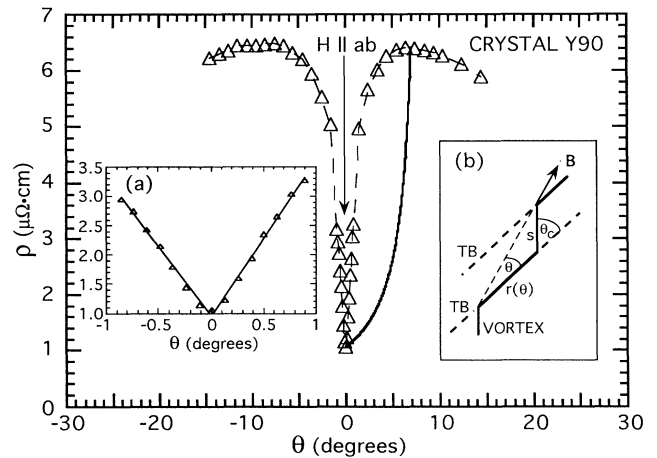 7
6
5
4
3
2
1
0
ρ (μΩ•cm)
-30
-20
-10
0
10
20
30
θ (degrees)
H II ab
CRYSTAL Y90
(a)
3.5
3.0
2.5
2.0
1.5
1.0
-1
-0.5
0
0.5
1
θ (degrees)
(b)
B
TB
s
θc
θ
r(θ)
TB
VORTEX